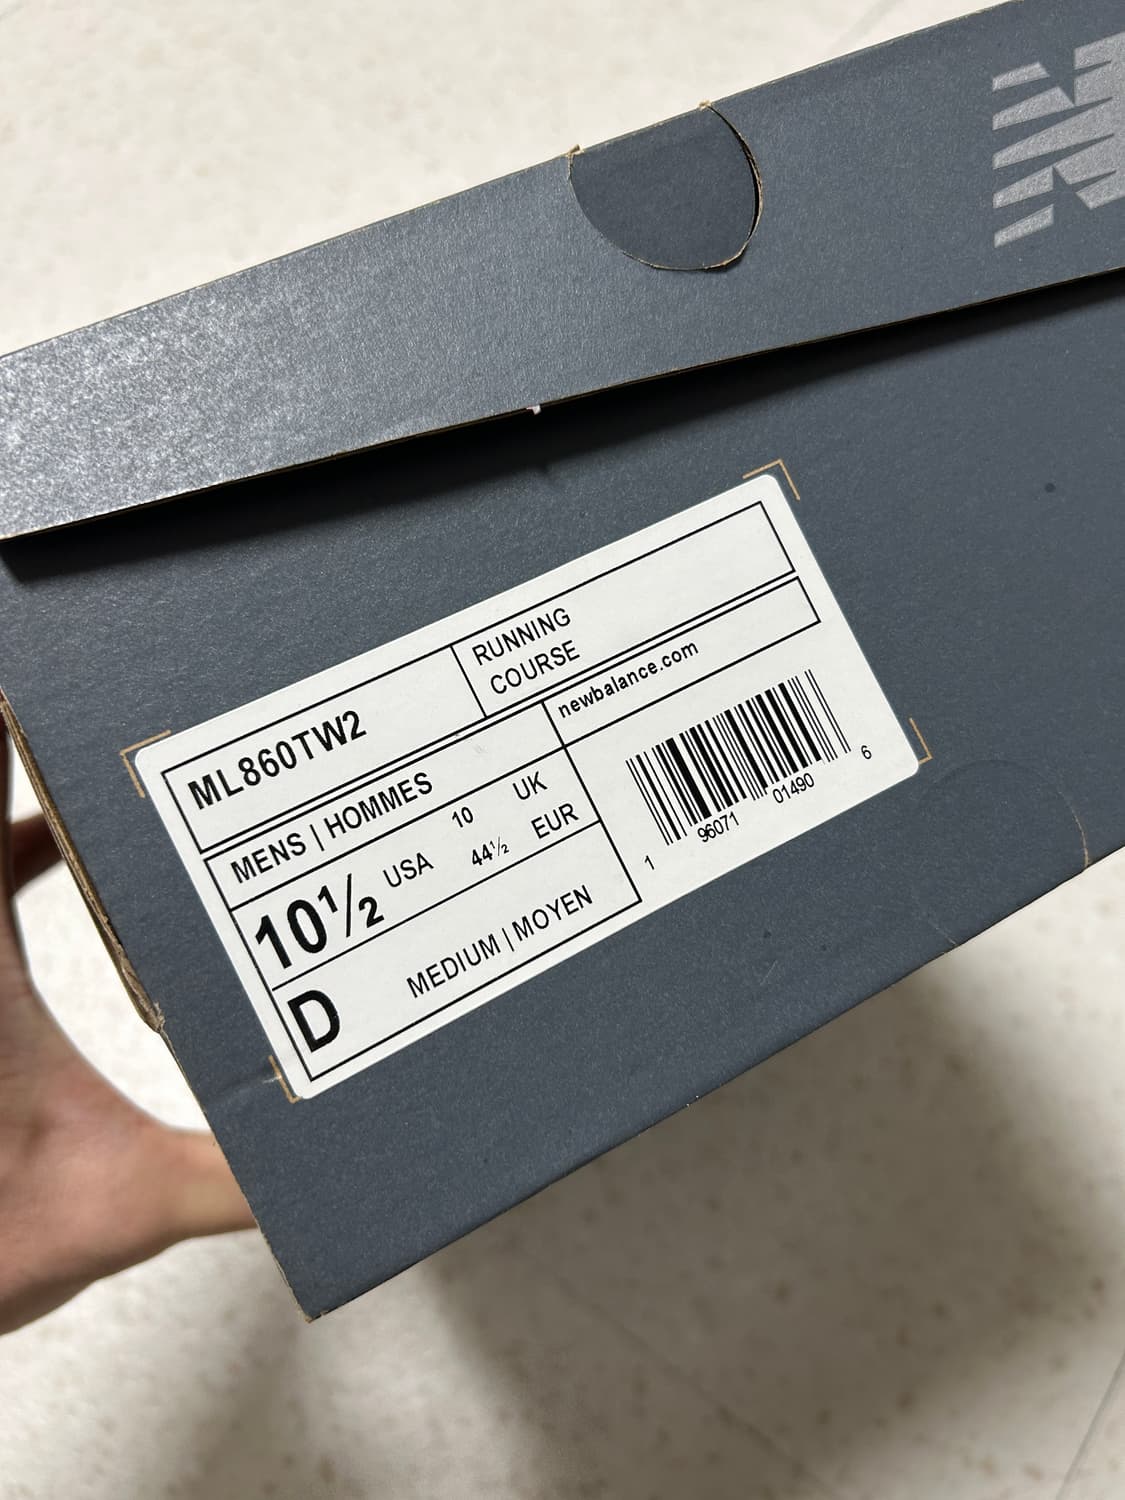 ML860TW2
RUNNING
COURSE
MENS | HOMMES
newbalance.com
10½ USA
10 UK
44½ EUR
D MEDIUM | MOYEN
1 96071 01490 6